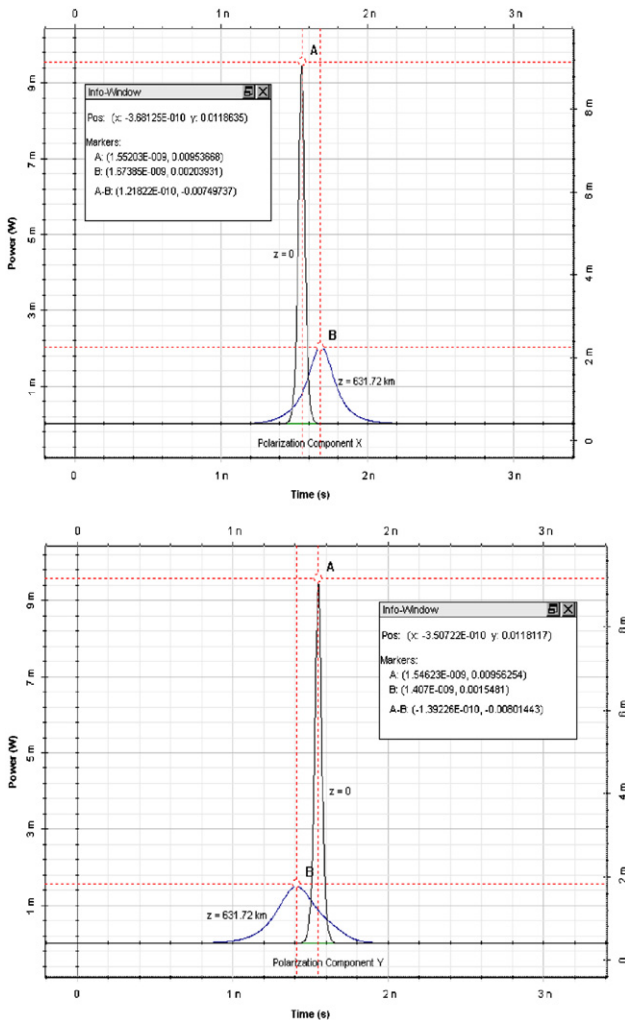 0 1 n 2 n 3 n
A
Info-Window
Pos: (x: -3.68125E-010 y: 0.0118635)
Markers:
A: (1.55203E-009, 0.00953668)
B: (1.67385E-009, 0.00203931)
A-B: (1.21822E-010, -0.00749737)
9 m
7 m
5 m
3 m
1 m
Power (W)
8 m
6 m
4 m
2 m
0
z = 0
B
z = 631.72 km
Polarization Component X
0 1 n 2 n 3 n
Time (s)
0 1 n 2 n 3 n
A
Info-Window
Pos: (x: -3.50722E-010 y: 0.0118117)
Markers:
A: (1.54623E-009, 0.00956254)
B: (1.407E-009, 0.0015481)
A-B: (-1.39226E-010, -0.00801443)
9 m
7 m
5 m
3 m
1 m
Power (W)
8 m
6 m
4 m
2 m
0
z = 0
B
z = 631.72 km
Polarization Component Y
0 1 n 2 n 3 n
Time (s)